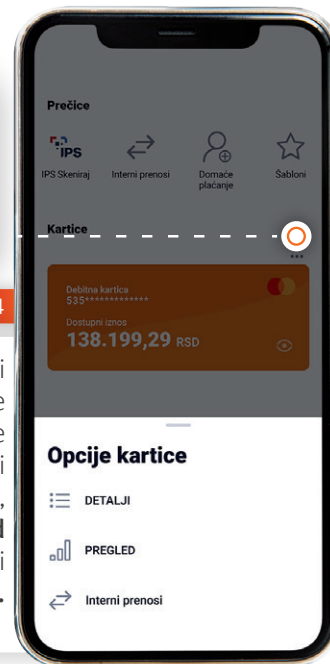 Prečice
IPS
IPS Skeniraj
Interni prenosi
Domaće
plaćanje
Šabloni
Kartice
Debitna kartica
535*************
Dostupni iznos
138.199,29 RSD
Opcije kartice
DETALJI
PREGLED
Interni prenosi